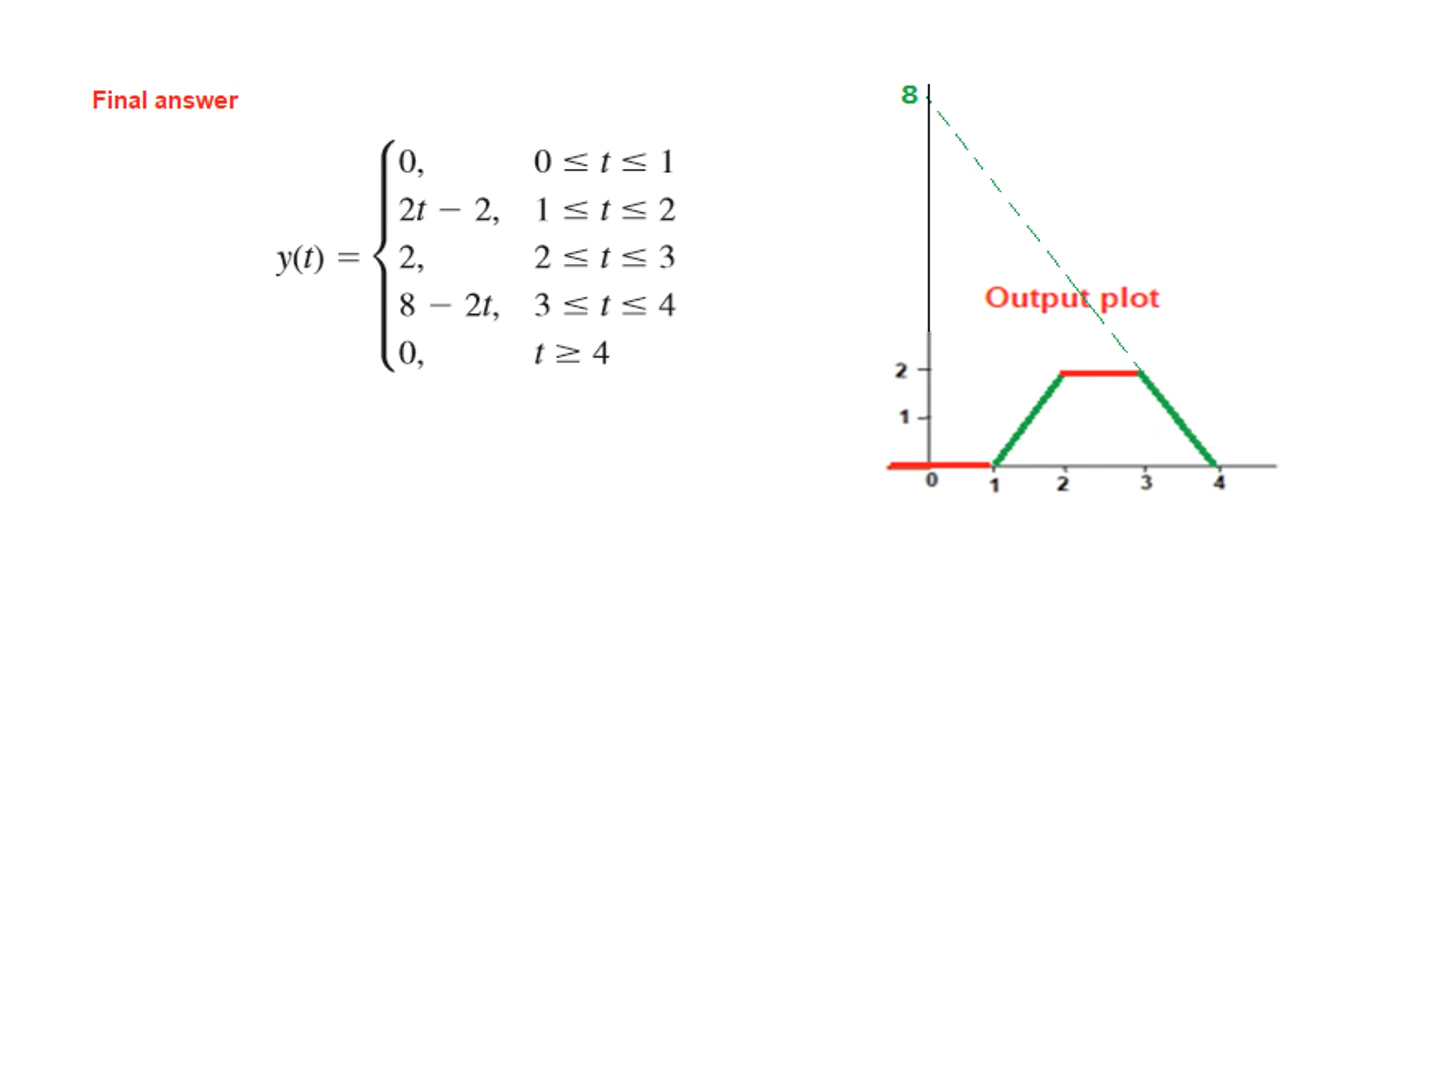 Final answer
y(t) = { 0, 0 ≤ t ≤ 1
2t − 2, 1 ≤ t ≤ 2
2, 2 ≤ t ≤ 3
8 − 2t, 3 ≤ t ≤ 4
0, t ≥ 4
8
Output plot
2
1
0 1 2 3 4